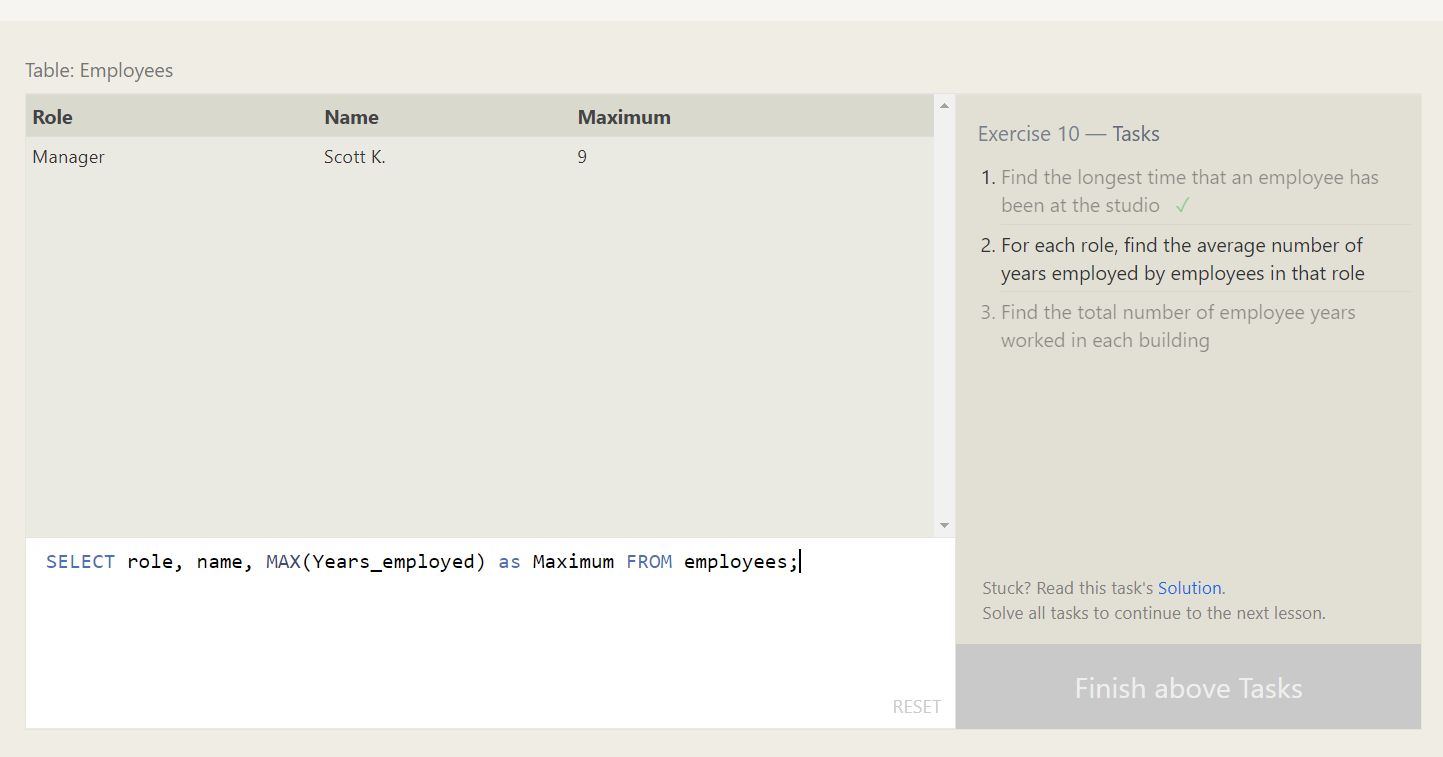 Table: Employees
Role Name Maximum
Manager Scott K. 9
SELECT role, name, MAX(Years_employed) as Maximum FROM employees;
RESET
Exercise 10 — Tasks
1. Find the longest time that an employee has
been at the studio ✓
2. For each role, find the average number of
years employed by employees in that role
3. Find the total number of employee years
worked in each building
Stuck? Read this task's Solution.
Solve all tasks to continue to the next lesson.
Finish above Tasks